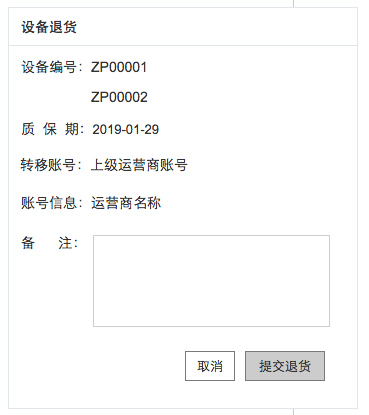 设备退货
设备编号：ZP00001
ZP00002
质 保 期：2019-01-29
转移账号：上级运营商账号
账号信息：运营商名称
备 注：
取消 提交退货